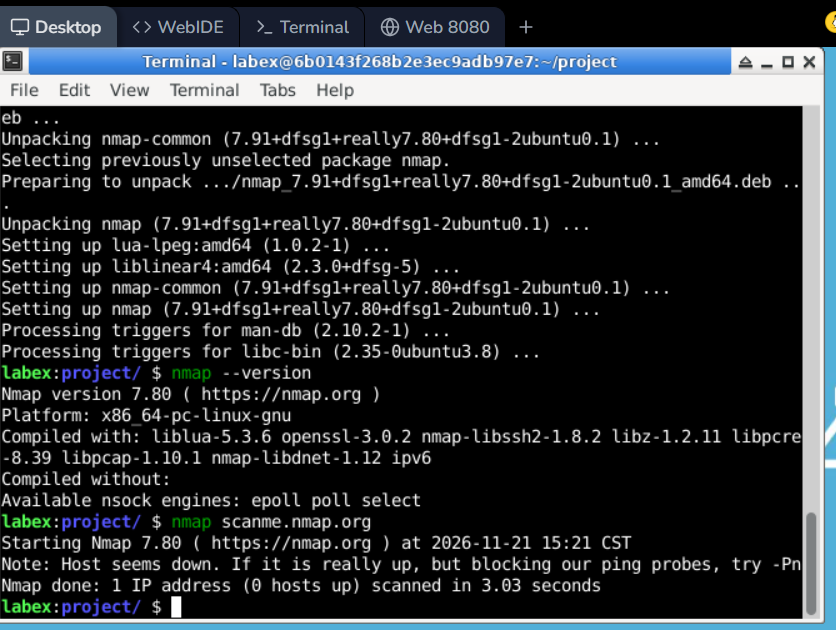 Desktop
WebIDE
Terminal
Web 8080
Terminal - labex@6b0143f268b2e3ec9adb97e7:~/project
File Edit View Terminal Tabs Help
eb ...
Unpacking nmap-common (7.91+dfsg1+really7.80+dfsg1-2ubuntu0.1) ...
Selecting previously unselected package nmap.
Preparing to unpack .../nmap_7.91+dfsg1+really7.80+dfsg1-2ubuntu0.1_amd64.deb ..
.
Unpacking nmap (7.91+dfsg1+really7.80+dfsg1-2ubuntu0.1) ...
Setting up lua-lpeg:amd64 (1.0.2-1) ...
Setting up liblinear4:amd64 (2.3.0+dfsg-5) ...
Setting up nmap-common (7.91+dfsg1+really7.80+dfsg1-2ubuntu0.1) ...
Setting up nmap (7.91+dfsg1+really7.80+dfsg1-2ubuntu0.1) ...
Processing triggers for man-db (2.10.2-1) ...
Processing triggers for libc-bin (2.35-0ubuntu3.8) ...
labex:project/ $ nmap --version
Nmap version 7.80 ( https://nmap.org )
Platform: x86_64-pc-linux-gnu
Compiled with: liblua-5.3.6 openssl-3.0.2 nmap-libssh2-1.8.2 libz-1.2.11 libpcre
-8.39 libpcap-1.10.1 nmap-libdnet-1.12 ipv6
Compiled without:
Available nsock engines: epoll poll select
labex:project/ $ nmap scanme.nmap.org
Starting Nmap 7.80 ( https://nmap.org ) at 2026-11-21 15:21 CST
Note: Host seems down. If it is really up, but blocking our ping probes, try -Pn
Nmap done: 1 IP address (0 hosts up) scanned in 3.03 seconds
labex:project/ $